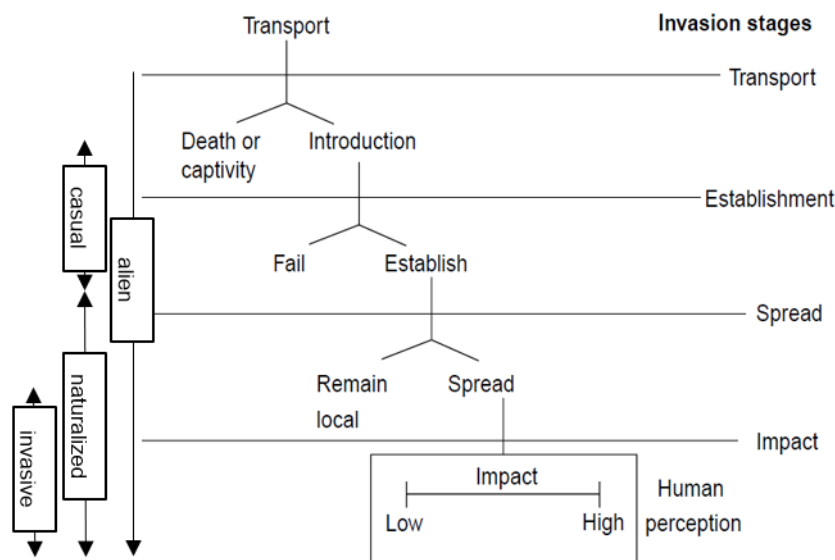 Transport
Invasion stages
Transport
Death or
captivity
Introduction
casual
Establishment
alien
Fail
Establish
Spread
naturalized
Remain
local
Spread
invasive
Impact
Impact
Low
High
Human
perception